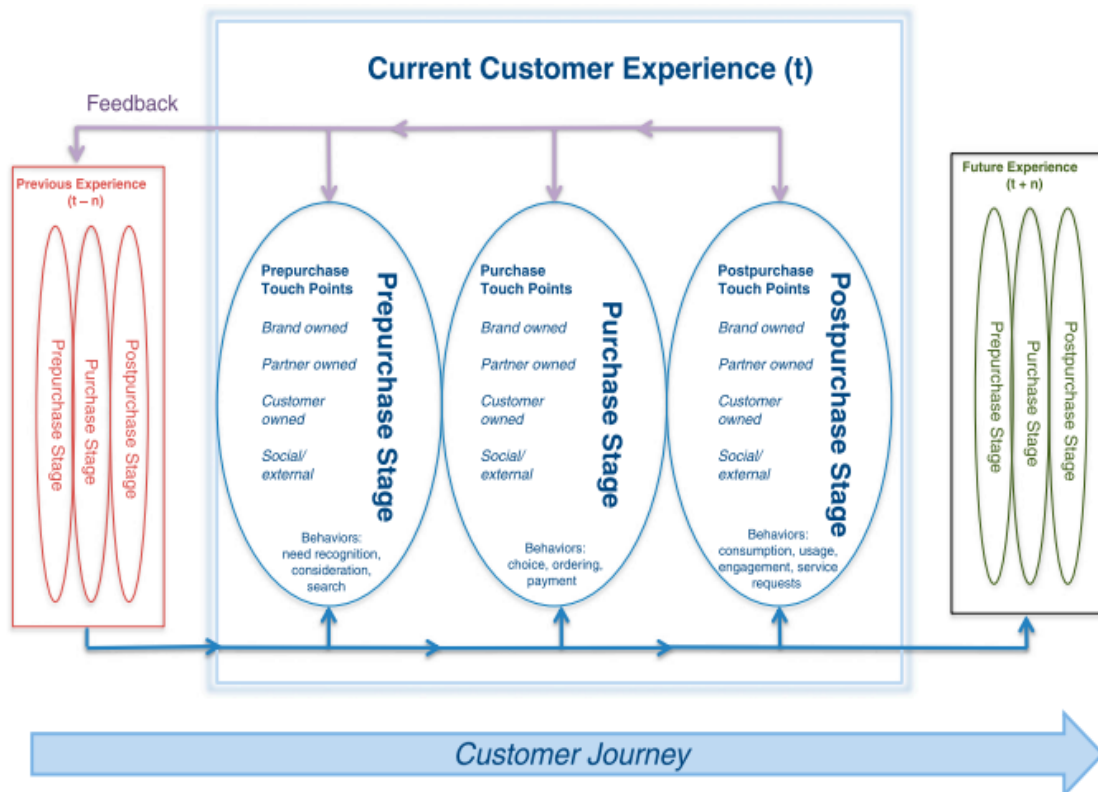 Current Customer Experience (t)
Feedback
Previous Experience
(t – n)
Prepurchase Stage
Purchase Stage
Postpurchase Stage
Prepurchase
Touch Points
Brand owned
Partner owned
Customer
owned
Social/
external
Prepurchase Stage
Behaviors:
need recognition,
consideration,
search
Purchase
Touch Points
Brand owned
Partner owned
Customer
owned
Social/
external
Purchase Stage
Behaviors:
choice, ordering,
payment
Postpurchase
Touch Points
Brand owned
Partner owned
Customer
owned
Social/
external
Postpurchase Stage
Behaviors:
consumption, usage,
engagement, service
requests
Future Experience
(t + n)
Prepurchase Stage
Purchase Stage
Postpurchase Stage
Customer Journey